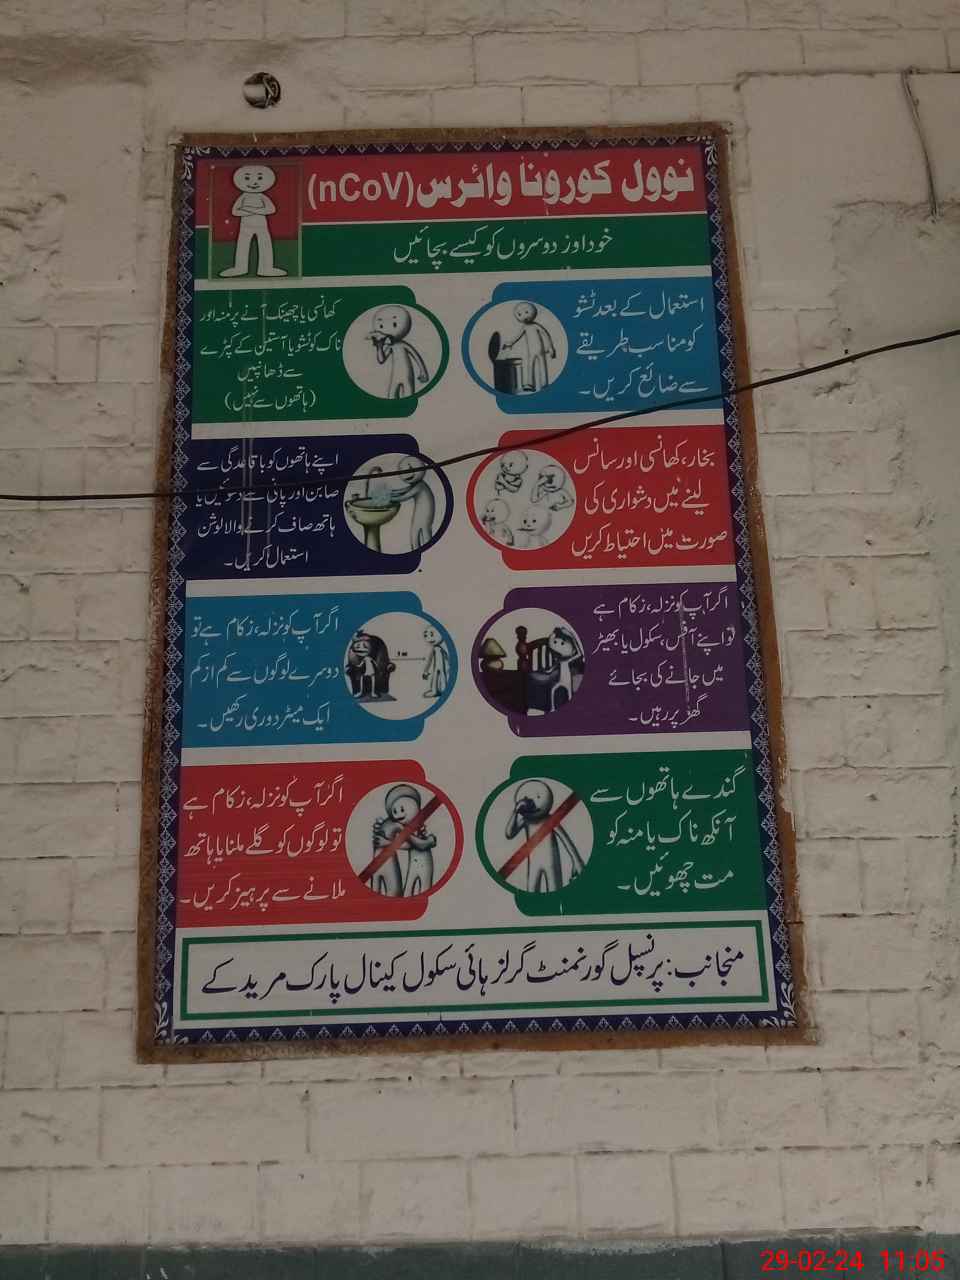 نوول کورونا وائرس (nCoV)
خود اوز دوسروں کو کیسے بچائیں
استعمال کے بعد ٹشو
کو مناسب طریقے
سے ضائع کریں۔
کھانسی یا چھینک آنے پر منہ اور
ناک کو ٹشو یا آستین کے کپڑے
سے ڈھانپیں
(ہاتھوں سے نہیں)
بخار، کھانسی اور سانس
لینے میں دشواری کی
صورت میں احتیاط کریں
اپنے ہاتھوں کو باقاعدگی سے
صابن اور پانی سے دھوئیں یا
ہاتھ صاف کرنے والا لوشن
استعمال کریں۔
اگر آپ کو نزلہ، زکام ہے
تو اپنے آفس، سکول یا بھیڑ
میں جانے کی بجائے
گھر پر رہیں۔
اگر آپ کو نزلہ، زکام ہے تو
دوسرے لوگوں سے کم از کم
ایک میٹر دوری رکھیں۔
گندے ہاتھوں سے
آنکھ ناک یا منہ کو
مت چھوئیں۔
اگر آپ کو نزلہ، زکام ہے
تو لوگوں کو گلے ملنا یا ہاتھ
ملانے سے پرہیز کریں۔
منجانب: پرنسپل گورنمنٹ گرلز ہائی سکول کینال پارک مریدکے
29-02-24 11:05